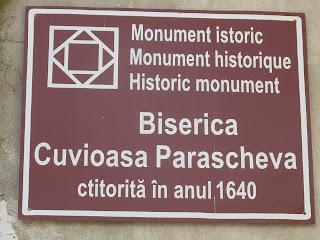 Monument istoric
Monument historique
Historic monument
Biserica
Cuvioasa Parascheva
ctitorită în anul 1640